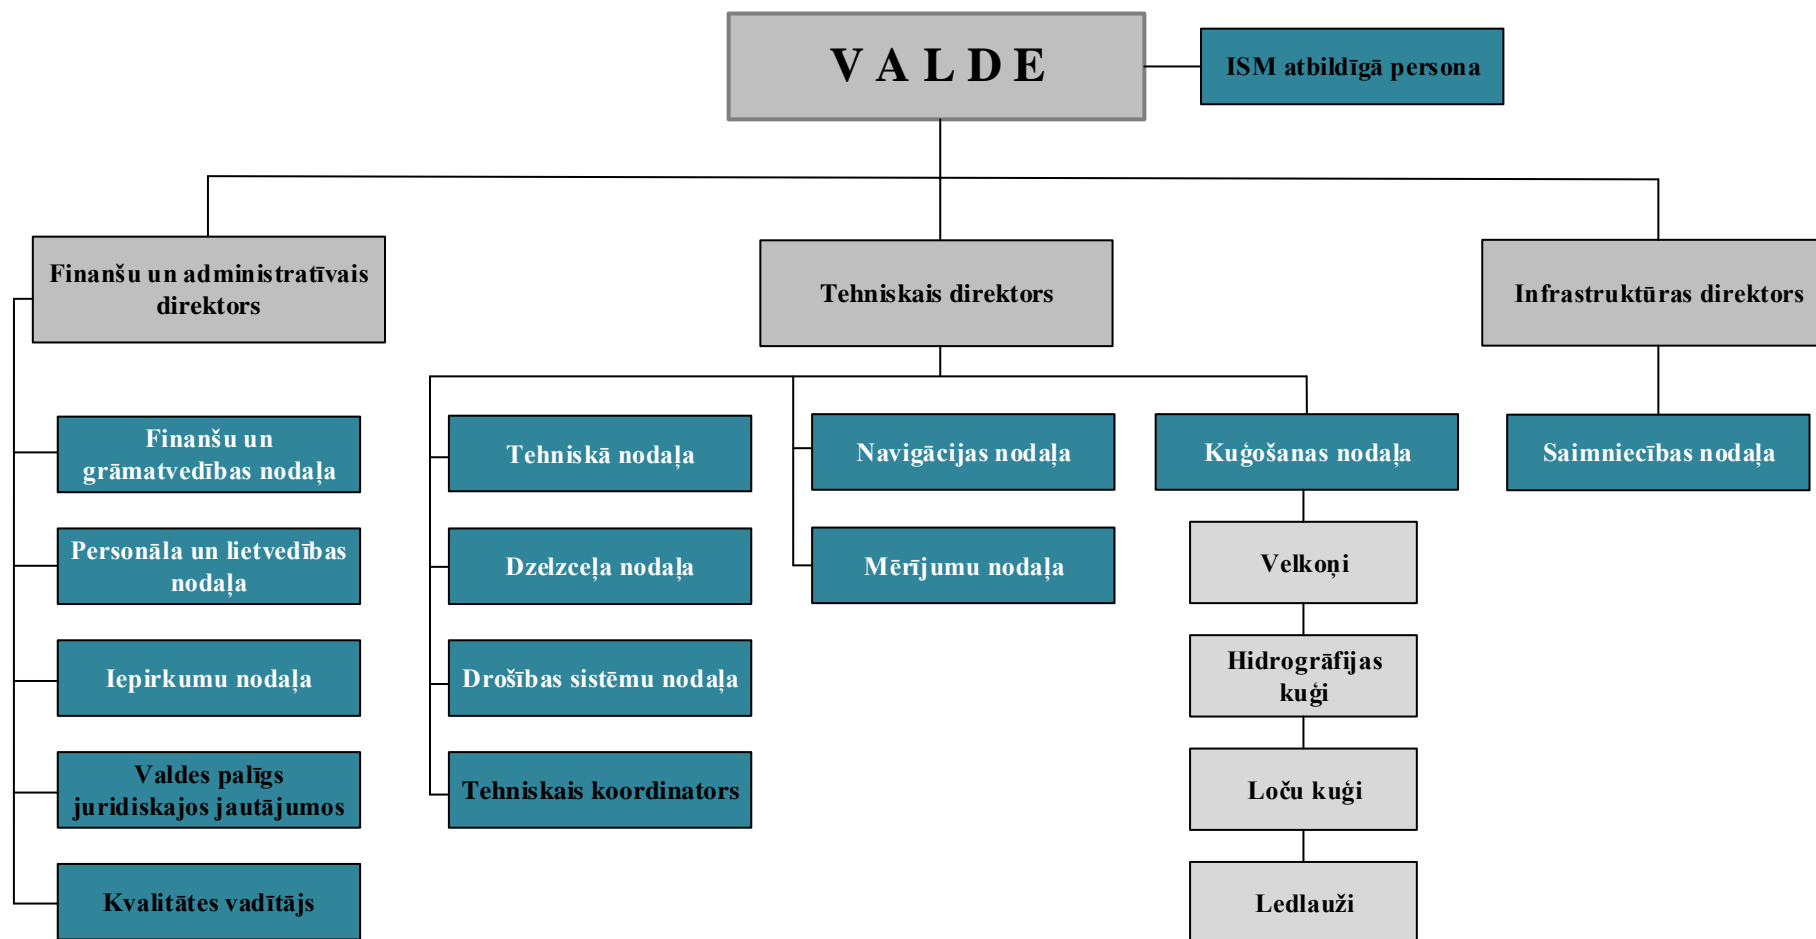 V A L D E
ISM atbildīgā persona
Finanšu un administratīvais
direktors
Tehniskais direktors
Infrastruktūras direktors
Finanšu un
grāmatvedības nodaļa
Tehniskā nodaļa
Navigācijas nodaļa
Kuģošanas nodaļa
Saimniecības nodaļa
Personāla un lietvedības
nodaļa
Dzelzceļa nodaļa
Mērījumu nodaļa
Velkoņi
Iepirkumu nodaļa
Drošības sistēmu nodaļa
Hidrogrāfijas
kuģi
Valdes palīgs
juridiskajos jautājumos
Tehniskais koordinators
Loču kuģi
Kvalitātes vadītājs
Ledlauži